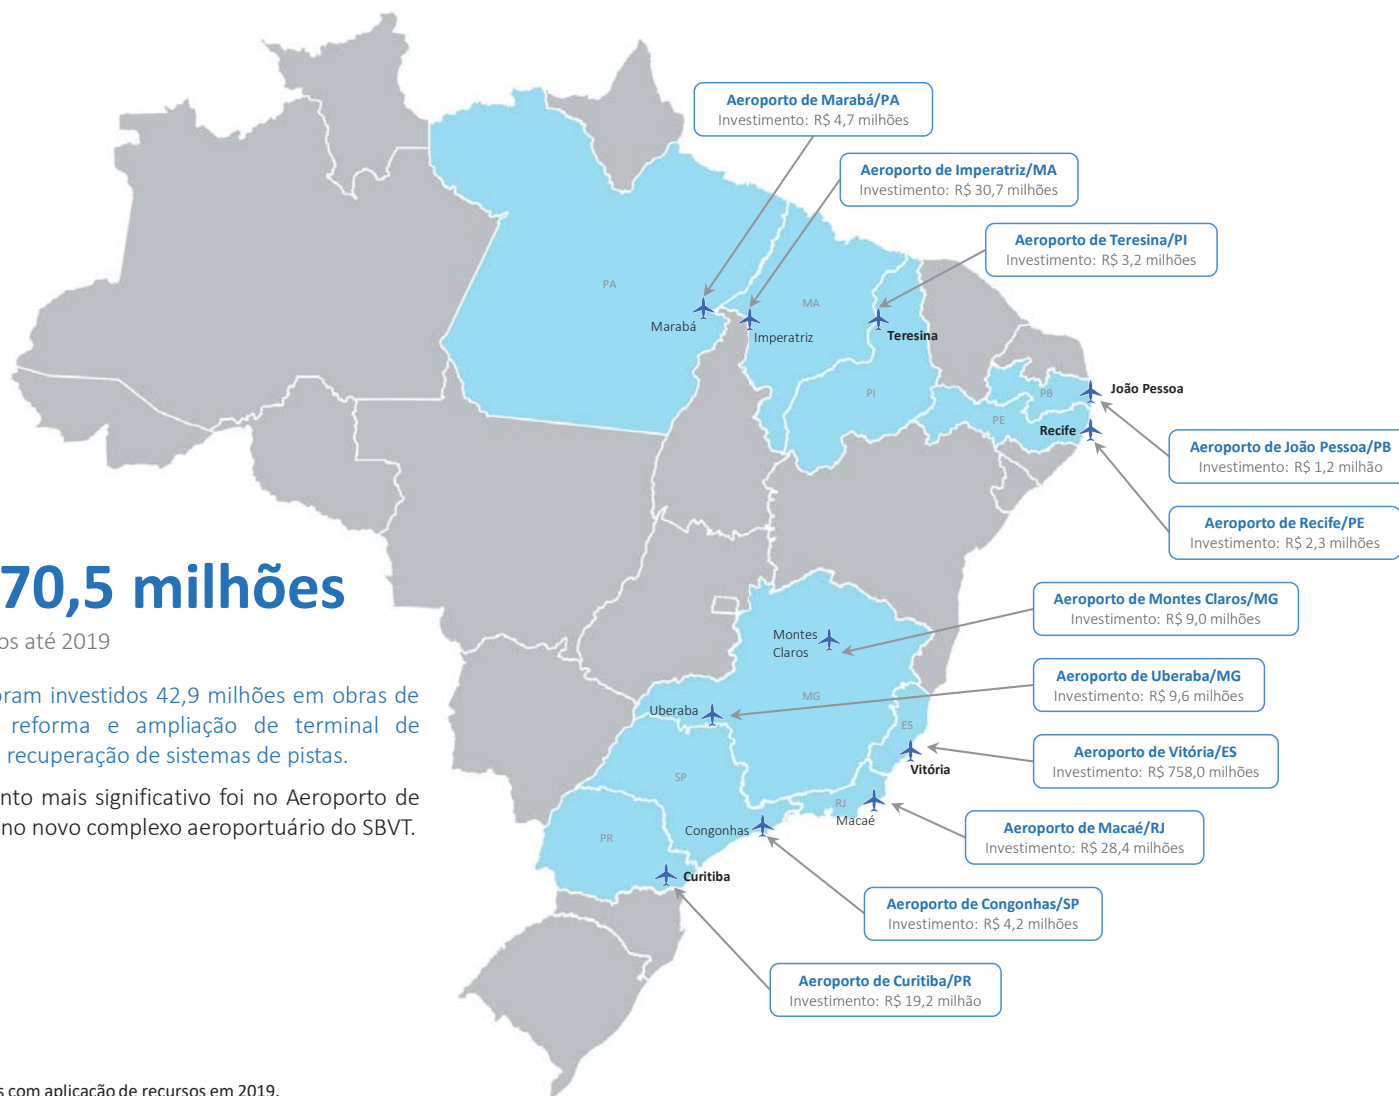 Aeroporto de Marabá/PA
Investimento: R$ 4,7 milhões
Aeroporto de Imperatriz/MA
Investimento: R$ 30,7 milhões
Aeroporto de Teresina/PI
Investimento: R$ 3,2 milhões
PA
MA
Marabá
Imperatriz
Teresina
PI
PB
João Pessoa
PE
Recife
Aeroporto de João Pessoa/PB
Investimento: R$ 1,2 milhão
Aeroporto de Recife/PE
Investimento: R$ 2,3 milhões
70,5 milhões
os até 2019
oram investidos 42,9 milhões em obras de
reforma e ampliação de terminal de
recuperação de sistemas de pistas.
nto mais significativo foi no Aeroporto de
no novo complexo aeroportuário do SBVT.
Aeroporto de Montes Claros/MG
Investimento: R$ 9,0 milhões
Montes
Claros
Aeroporto de Uberaba/MG
Investimento: R$ 9,6 milhões
MG
Uberaba
ES
Aeroporto de Vitória/ES
Investimento: R$ 758,0 milhões
Vitória
SP
RJ
Macaé
Aeroporto de Macaé/RJ
Investimento: R$ 28,4 milhões
Congonhas
PR
Curitiba
Aeroporto de Congonhas/SP
Investimento: R$ 4,2 milhões
Aeroporto de Curitiba/PR
Investimento: R$ 19,2 milhão
s com aplicação de recursos em 2019.